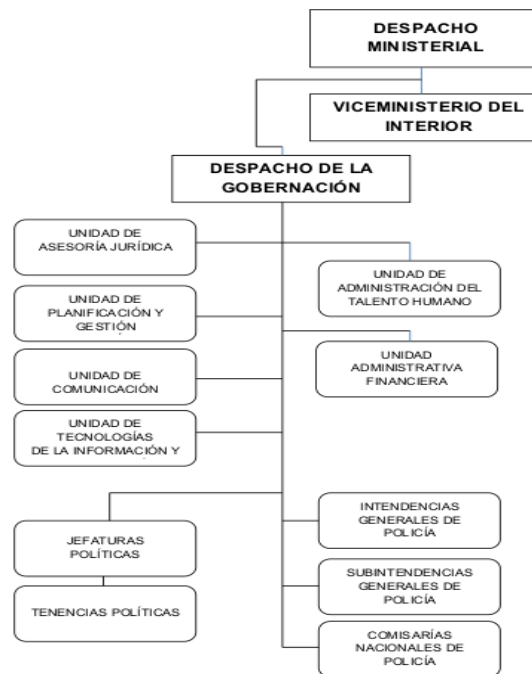 DESPACHO
MINISTERIAL
VICEMINISTERIO DEL
INTERIOR
DESPACHO DE LA
GOBERNACIÓN
UNIDAD DE
ASESORÍA JURÍDICA
UNIDAD DE
ADMINISTRACIÓN DEL
TALENTO HUMANO
UNIDAD DE
PLANIFICACIÓN Y
GESTIÓN
UNIDAD
ADMINISTRATIVA
FINANCIERA
UNIDAD DE
COMUNICACIÓN
UNIDAD DE
TECNOLOGÍAS
DE LA INFORMACIÓN Y
JEFATURAS
POLÍTICAS
TENENCIAS POLÍTICAS
INTENDENCIAS
GENERALES DE
POLICÍA
SUBINTENDENCIAS
GENERALES DE
POLICÍA
COMISARÍAS
NACIONALES DE
POLICÍA